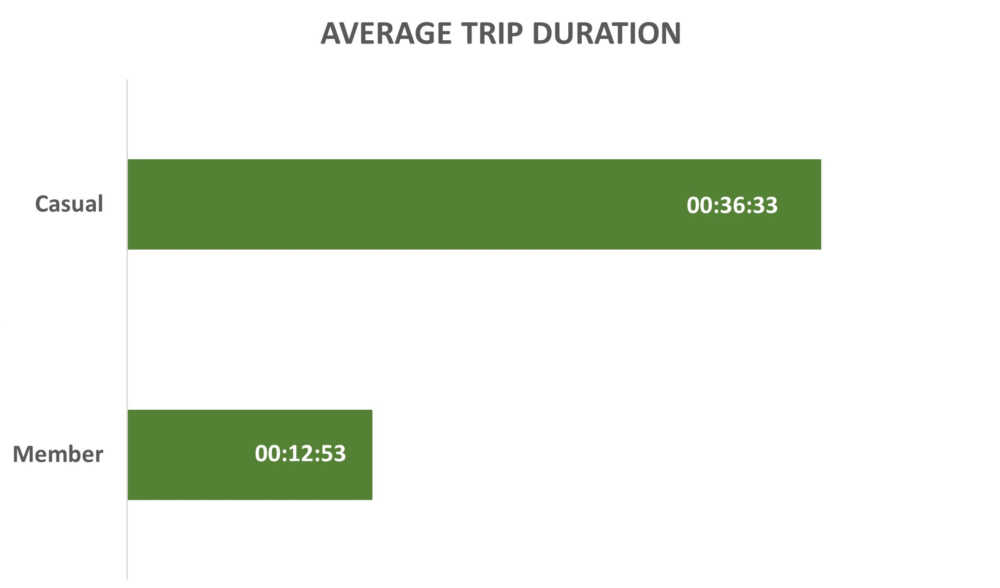 AVERAGE TRIP DURATION
Casual
00:36:33
Member
00:12:53